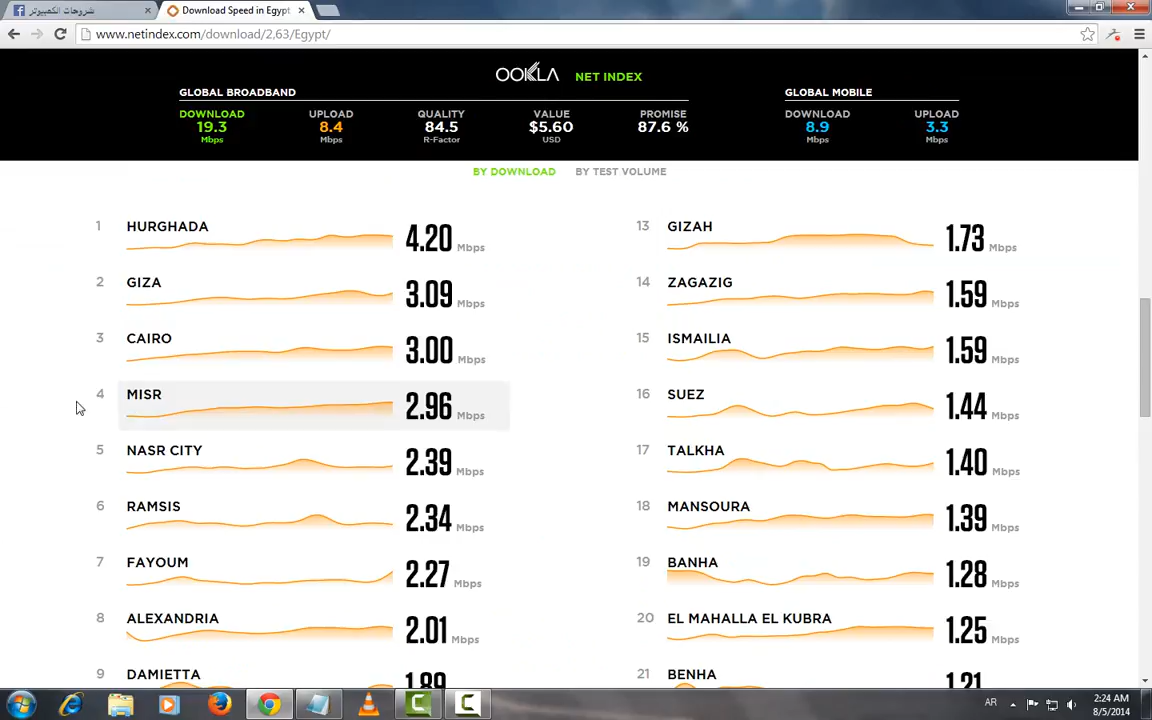 شروحات الكمبيوتر
Download Speed in Egypt
www.netindex.com/download/2,63/Egypt/
OOKLA NET INDEX
GLOBAL BROADBAND
DOWNLOAD
19.3
Mbps
UPLOAD
8.4
Mbps
QUALITY
84.5
R-Factor
VALUE
$5.60
USD
PROMISE
87.6 %
GLOBAL MOBILE
DOWNLOAD
8.9
Mbps
UPLOAD
3.3
Mbps
BY DOWNLOAD BY TEST VOLUME
1 HURGHADA 4.20 Mbps
2 GIZA 3.09 Mbps
3 CAIRO 3.00 Mbps
4 MISR 2.96 Mbps
5 NASR CITY 2.39 Mbps
6 RAMSIS 2.34 Mbps
7 FAYOUM 2.27 Mbps
8 ALEXANDRIA 2.01 Mbps
9 DAMIETTA 1.89
13 GIZAH 1.73 Mbps
14 ZAGAZIG 1.59 Mbps
15 ISMAILIA 1.59 Mbps
16 SUEZ 1.44 Mbps
17 TALKHA 1.40 Mbps
18 MANSOURA 1.39 Mbps
19 BANHA 1.28 Mbps
20 EL MAHALLA EL KUBRA 1.25 Mbps
21 BENHA 1.21
AR
2:24 AM
8/5/2014